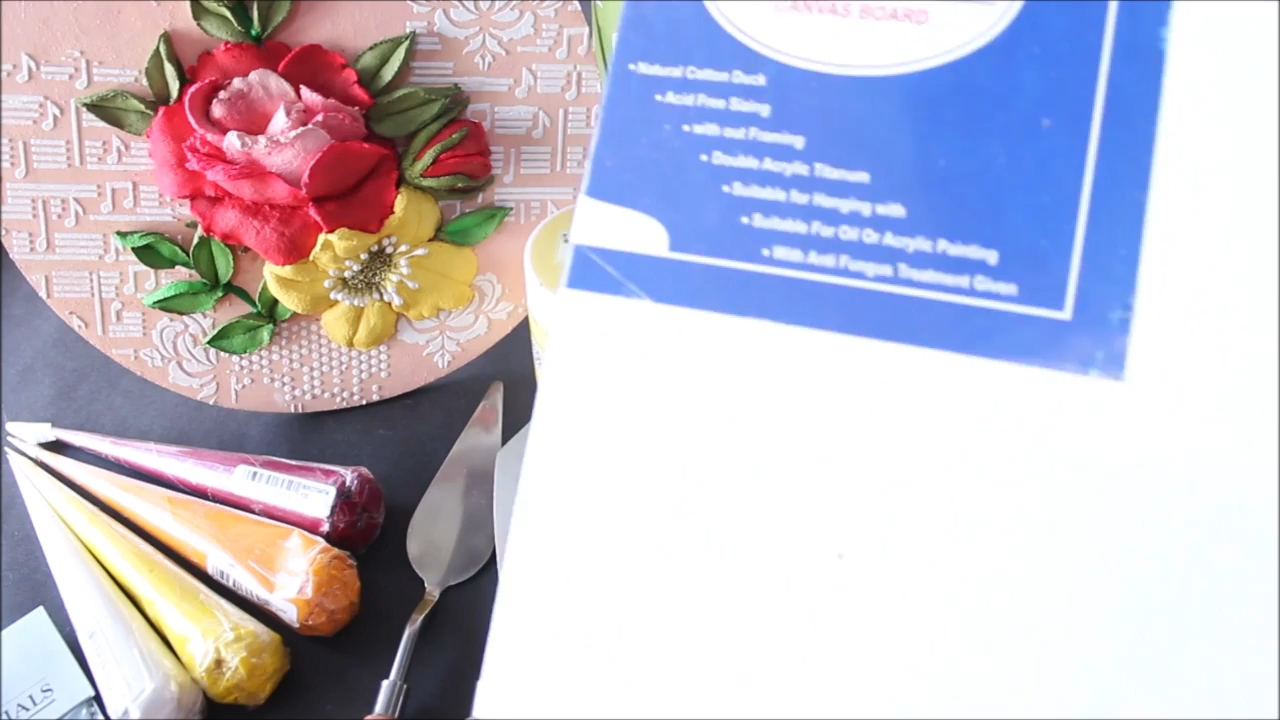 CANVAS BOARD
• Natural Cotton Duck
• Acid Free Sizing
• with out Framing
• Double Acrylic Titanum
• Suitable for Hanging with
• Suitable For Oil Or Acrylic Painting
• With Anti Fungus Treatment Given
IALS